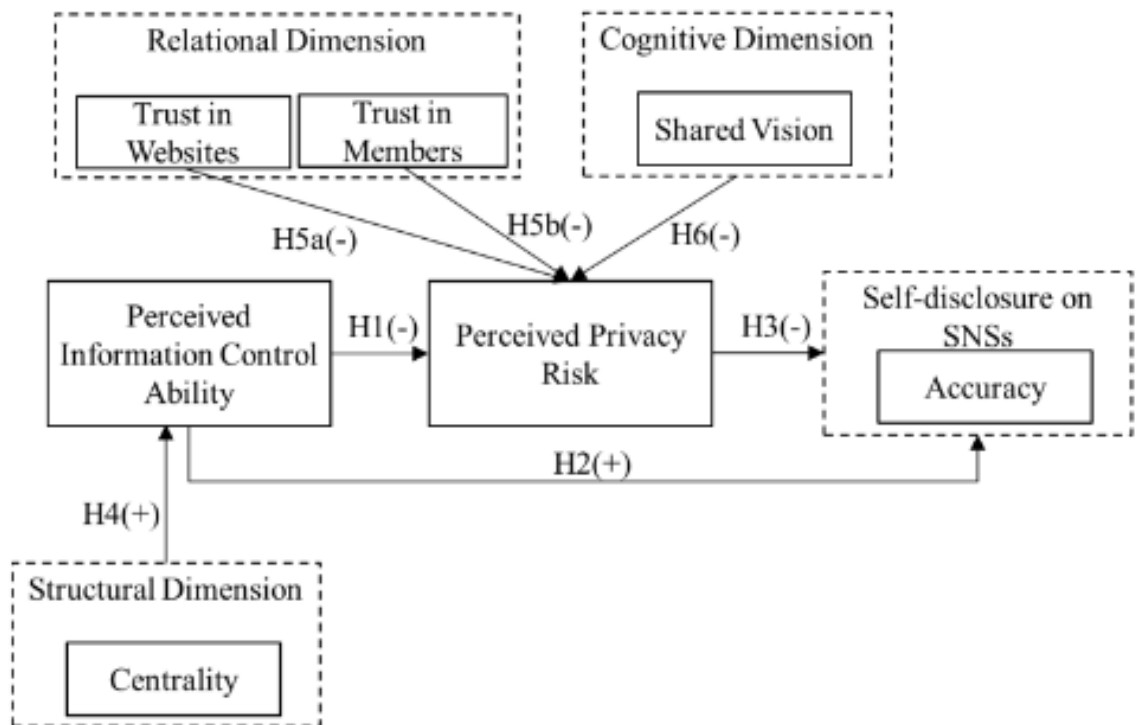 Relational Dimension
Trust in
Websites
Trust in
Members
Cognitive Dimension
Shared Vision
H5a(-)
H5b(-)
H6(-)
Perceived
Information Control
Ability
H1(-)
Perceived Privacy
Risk
H3(-)
Self-disclosure on
SNSs
Accuracy
H2(+)
H4(+)
Structural Dimension
Centrality